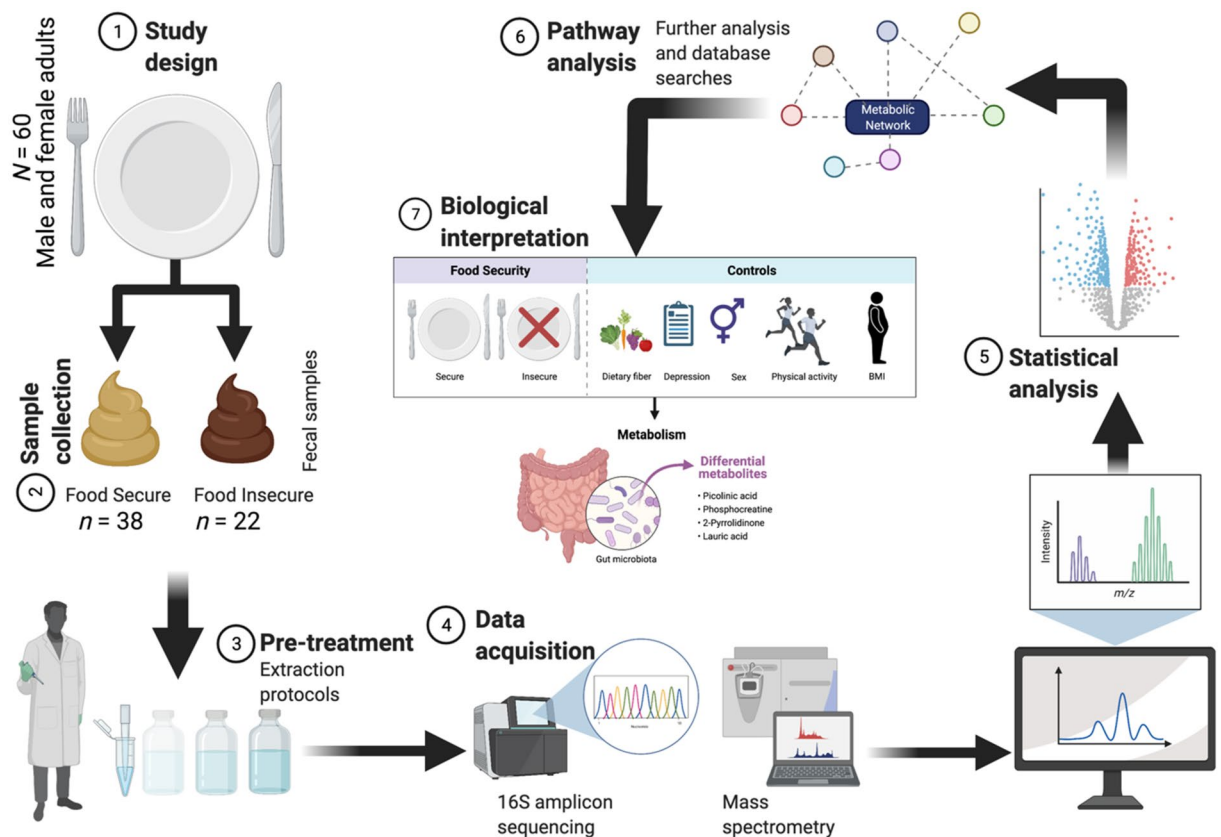 1
Study
design
N = 60
Male and female adults
2
Sample
collection
Fecal samples
Food Secure
n = 38
Food Insecure
n = 22
3
Pre-treatment
Extraction
protocols
4
Data
acquisition
16S amplicon
sequencing
Mass
spectrometry
Intensity
m/z
5
Statistical
analysis
6
Pathway
analysis
Further analysis
and database
searches
Metabolic
Network
7
Biological
interpretation
Food Security
Controls
Secure
Insecure
Dietary fiber
Depression
Sex
Physical activity
BMI
Metabolism
Differential
metabolites
• Picolinic acid
• Phosphocreatine
• 2-Pyrrolidinone
• Lauric acid
Gut microbiota